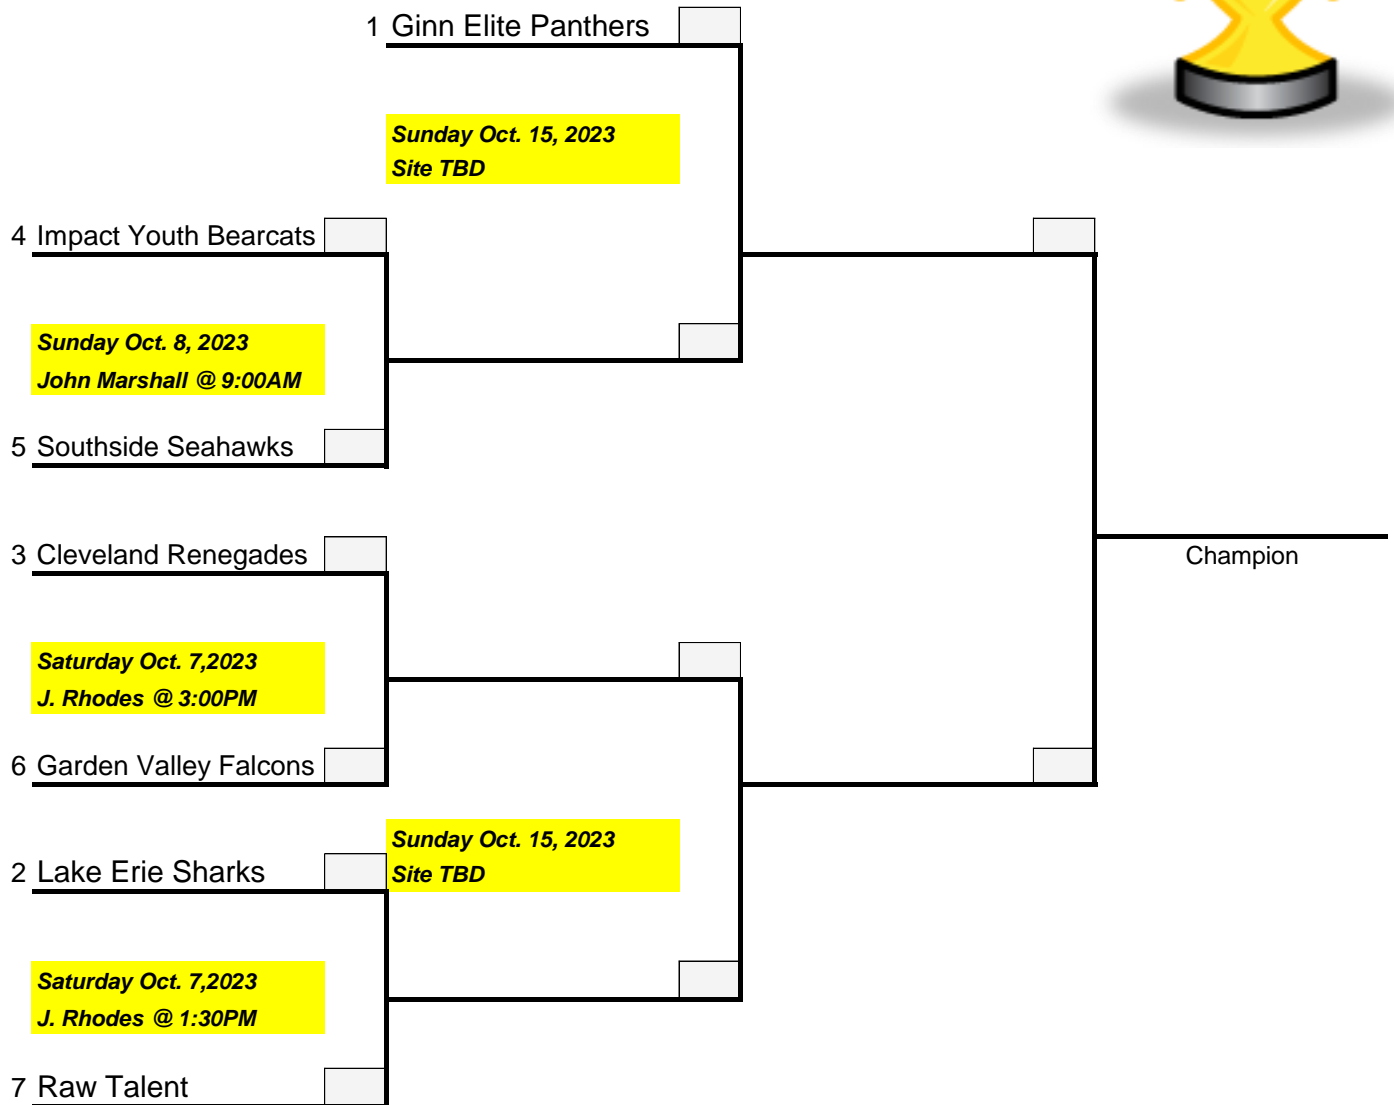 1 Ginn Elite Panthers
Sunday Oct. 15, 2023
Site TBD
4 Impact Youth Bearcats
Sunday Oct. 8, 2023
John Marshall @ 9:00AM
5 Southside Seahawks
3 Cleveland Renegades
Champion
Saturday Oct. 7,2023
J. Rhodes @ 3:00PM
6 Garden Valley Falcons
Sunday Oct. 15, 2023
2 Lake Erie Sharks
Site TBD
Saturday Oct. 7,2023
J. Rhodes @ 1:30PM
7 Raw Talent